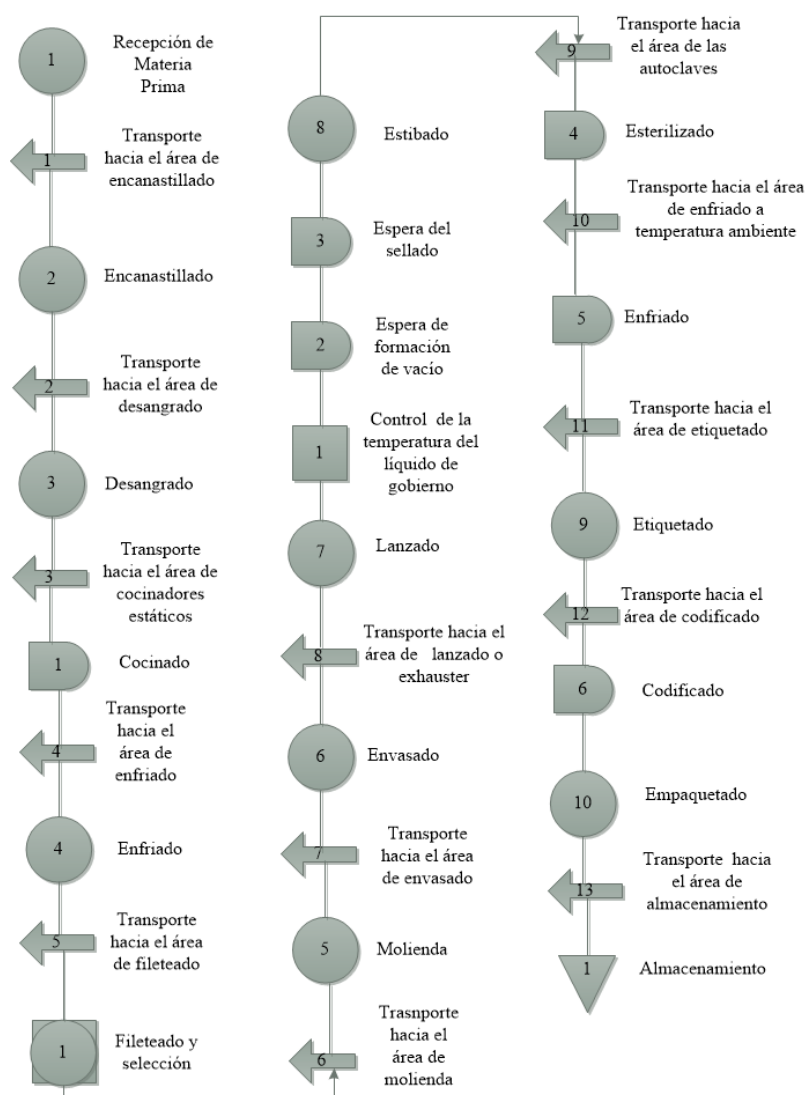 1
Recepción de
Materia
Prima
1
Transporte
hacia el área de
encanastillado
2
Encanastillado
2
Transporte
hacia el área de
desangrado
3
Desangrado
3
Transporte
hacia el área de
cocinadores
estáticos
1
Cocinado
4
Transporte
hacia el
área de
enfriado
4
Enfriado
5
Transporte
hacia el área
de fileteado
1
Fileteado y
selección
8
Estibado
3
Espera del
sellado
2
Espera de
formación
de vacío
1
Control de la
temperatura del
líquido de
gobierno
7
Lanzado
8
Transporte hacia el
área de lanzado o
exhauster
6
Envasado
7
Transporte
hacia el área
de envasado
5
Molienda
6
Trasnporte
hacia el
área de
molienda
9
Transporte hacia
el área de las
autoclaves
4
Esterilizado
10
Transporte hacia el área
de enfriado a
temperatura ambiente
5
Enfriado
11
Transporte hacia el
área de etiquetado
9
Etiquetado
12
Transporte hacia el
área de codificado
6
Codificado
10
Empaquetado
13
Transporte hacia
el área de
almacenamiento
1
Almacenamiento